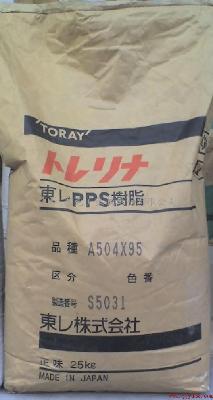 "TORAY"
トレリナ
東レPPS樹脂
品種 A504X95
区分 色番
製造番号 S5031
東レ株式会社
正味 25kg
MADE IN JAPAN